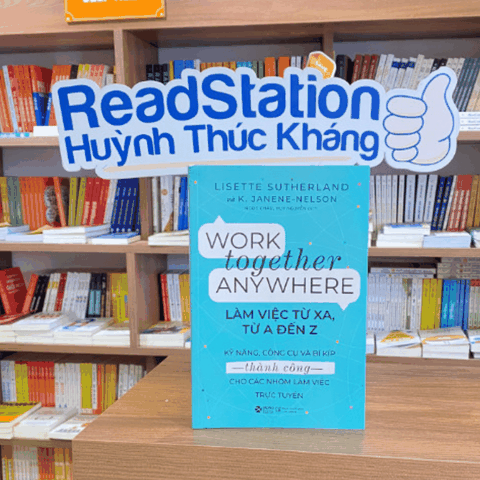 ReadStation
Huỳnh Thúc Kháng
LISETTE SUTHERLAND
K. JANENE-NELSON
WORK
together
ANYWHERE
LÀM VIỆC TỪ XA,
TỪ A ĐẾN Z
KỸ NĂNG, CÔNG CỤ VÀ BÍ KÍP
thành công
CHO CÁC NHÓM LÀM VIỆC
TRỰC TUYẾN